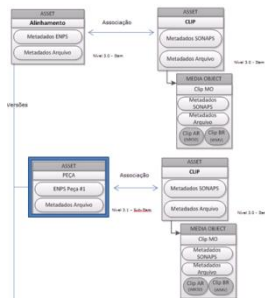 ASSET
Alinhamento
Metadados ENPS
Metadados Arquivo
Associação
ASSET
CLIP
Metadados SONAPS
Metadados Arquivo
MEDIA OBJECT
Clip MO
Metadados SONAPS
Metadados Arquivo
Clip AR
Clip BR
Versões
ASSET
PEÇA
ENPS Peça #1
Metadados Arquivo
Associação
ASSET
CLIP
Metadados SONAPS
Metadados Arquivo
MEDIA OBJECT
Clip MO
Metadados SONAPS
Metadados Arquivo
Clip AR
Clip BR